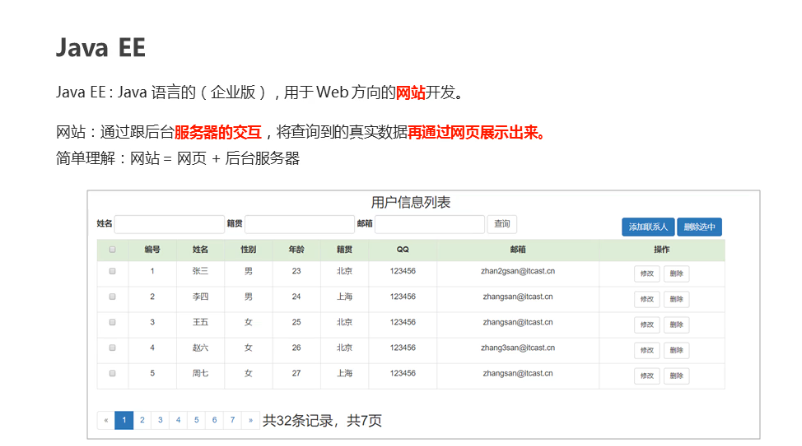 Java EE
Java EE：Java 语言的（企业版），用于Web方向的网站开发。
网站：通过跟后台服务器的交互，将查询到的真实数据再通过网页展示出来。
简单理解：网站 = 网页 + 后台服务器
用户信息列表
姓名 籍贯 邮箱 查询 添加联系人 删除选中
编号 姓名 性别 年龄 籍贯 QQ 邮箱 操作
1 张三 男 23 北京 123456 zhan2gsan@itcast.cn 修改 删除
2 李四 男 24 上海 123456 zhangsan@itcast.cn 修改 删除
3 王五 女 25 北京 123456 zhangsan@itcast.cn 修改 删除
4 赵六 女 26 北京 123456 zhang3san@itcast.cn 修改 删除
5 周七 女 27 上海 123456 zhangsan@itcast.cn 修改 删除
« 1 2 3 4 5 6 7 » 共32条记录，共7页